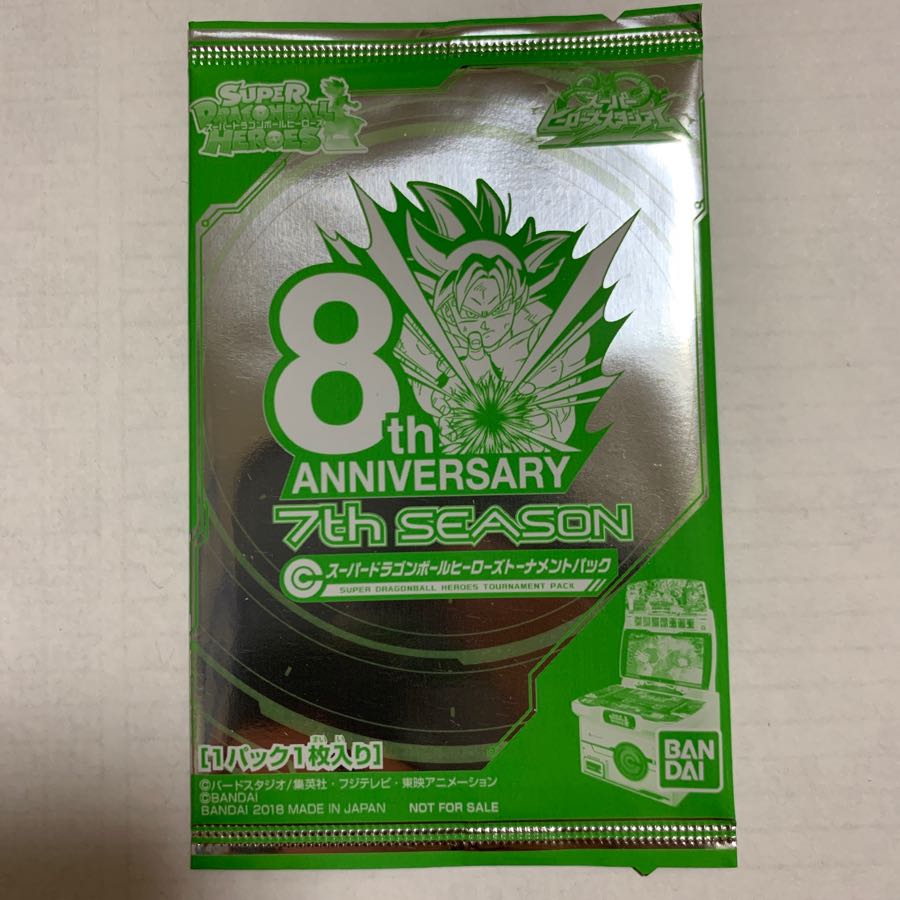 SUPER
DRAGONBALL
スーパードラゴンボールヒーローズ
HEROES
スーパー
ヒーローズスタジアム
8th
ANNIVERSARY
7th SEASON
スーパードラゴンボールヒーローズトーナメントパック
SUPER DRAGONBALL HEROES TOURNAMENT PACK
[1パック1枚入り]
まいい
©バードスタジオ/集英社・フジテレビ・東映アニメーション
©BANDAI
BANDAI 2018 MADE IN JAPAN NOT FOR SALE
BAN
DAI